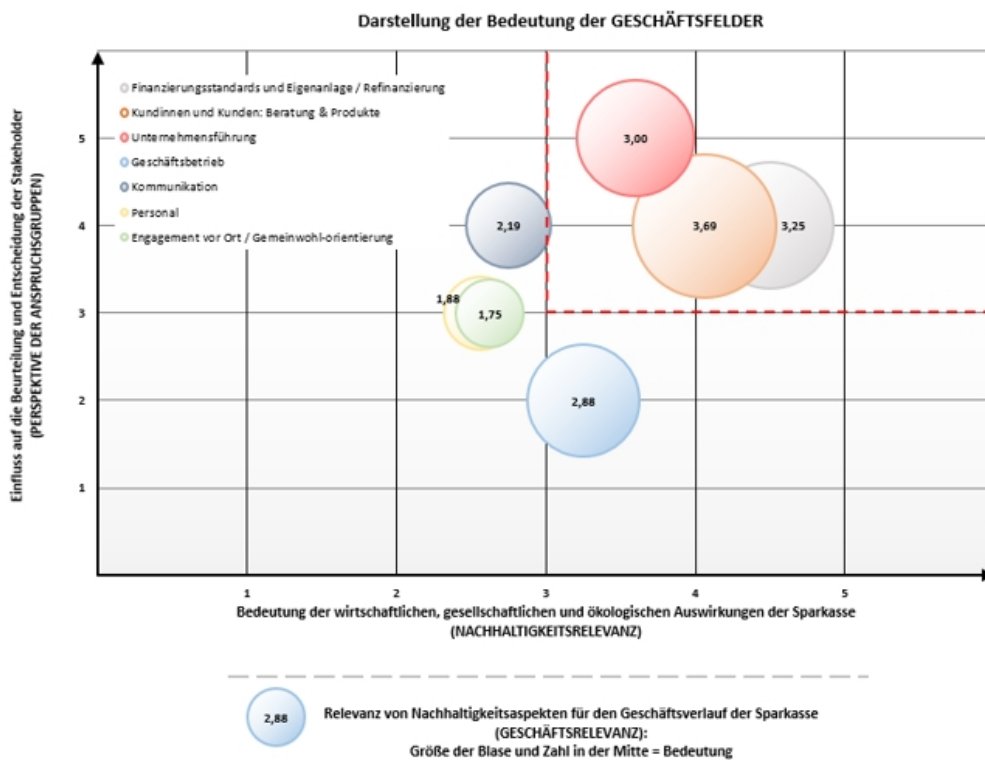 Darstellung der Bedeutung der GESCHÄFTSFELDER
Einfluss auf die Beurteilung und Entscheidung der Stakeholder
(PERSPEKTIVE DER ANSPRUCHSGRUPPEN)
Finanzierungsstandards und Eigenanlage / Refinanzierung
Kundinnen und Kunden: Beratung & Produkte
Unternehmensführung
Geschäftsbetrieb
Kommunikation
Personal
Engagement vor Ort / Gemeinwohl-orientierung
5
4
3
2
1
3,00
2,19
3,69
3,25
1,88
1,75
2,88
1
2
3
4
5
Bedeutung der wirtschaftlichen, gesellschaftlichen und ökologischen Auswirkungen der Sparkasse
(NACHHALTIGKEITSRELEVANZ)
2,88
Relevanz von Nachhaltigkeitsaspekten für den Geschäftsverlauf der Sparkasse
(GESCHÄFTSRELEVANZ):
Größe der Blase und Zahl in der Mitte = Bedeutung